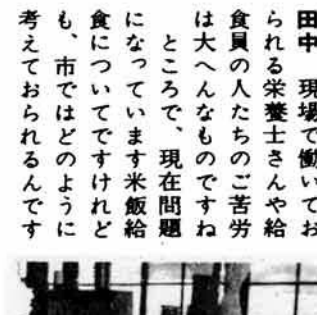 田中　現場で働いてお
られる栄養士さんや給
食員の人たちのご苦労
は大へんなものですね
　ところで、現在問題
になっています米飯給
食についてですけれど
も、市ではどのように
考えておられるんです